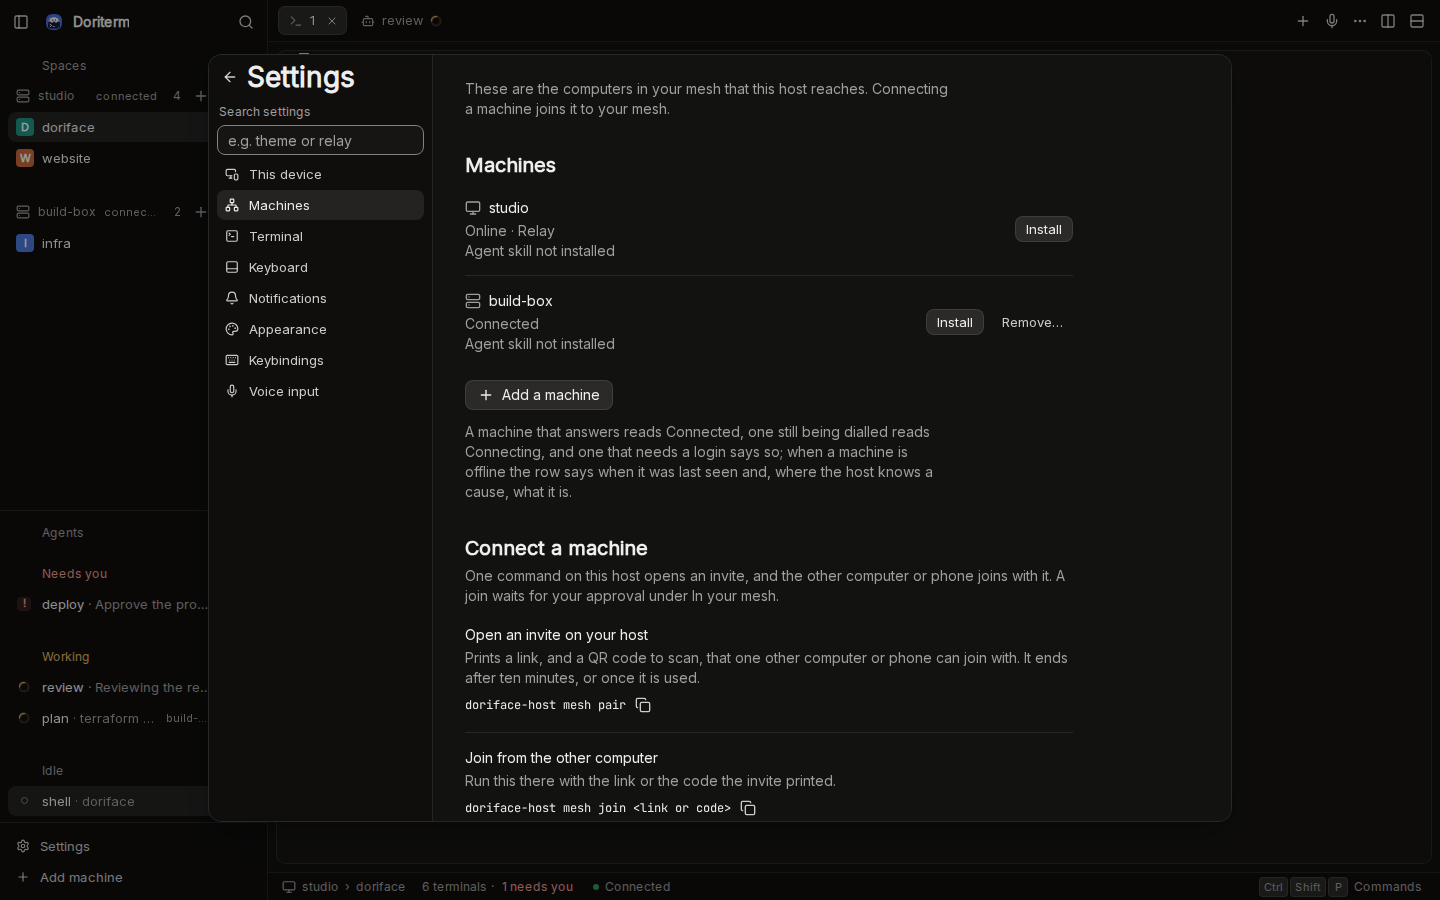 Doriterm
1
review
Spaces
studio connected 4
D doriface
W website
build-box connec... 2
I infra
Agents
Needs you
! deploy · Approve the pro...
Working
review · Reviewing the re...
plan · terraform ... build-...
Idle
shell · doriface
Settings
Add machine
Settings
Search settings
e.g. theme or relay
This device
Machines
Terminal
Keyboard
Notifications
Appearance
Keybindings
Voice input
These are the computers in your mesh that this host reaches. Connecting
a machine joins it to your mesh.
Machines
studio
Online · Relay
Agent skill not installed
Install
build-box
Connected
Agent skill not installed
Install Remove...
Add a machine
A machine that answers reads Connected, one still being dialled reads
Connecting, and one that needs a login says so; when a machine is
offline the row says when it was last seen and, where the host knows a
cause, what it is.
Connect a machine
One command on this host opens an invite, and the other computer or phone joins with it. A
join waits for your approval under In your mesh.
Open an invite on your host
Prints a link, and a QR code to scan, that one other computer or phone can join with. It ends
after ten minutes, or once it is used.
doriface-host mesh pair
Join from the other computer
Run this there with the link or the code the invite printed.
doriface-host mesh join <link or code>
studio › doriface 6 terminals · 1 needs you Connected
Ctrl Shift P Commands